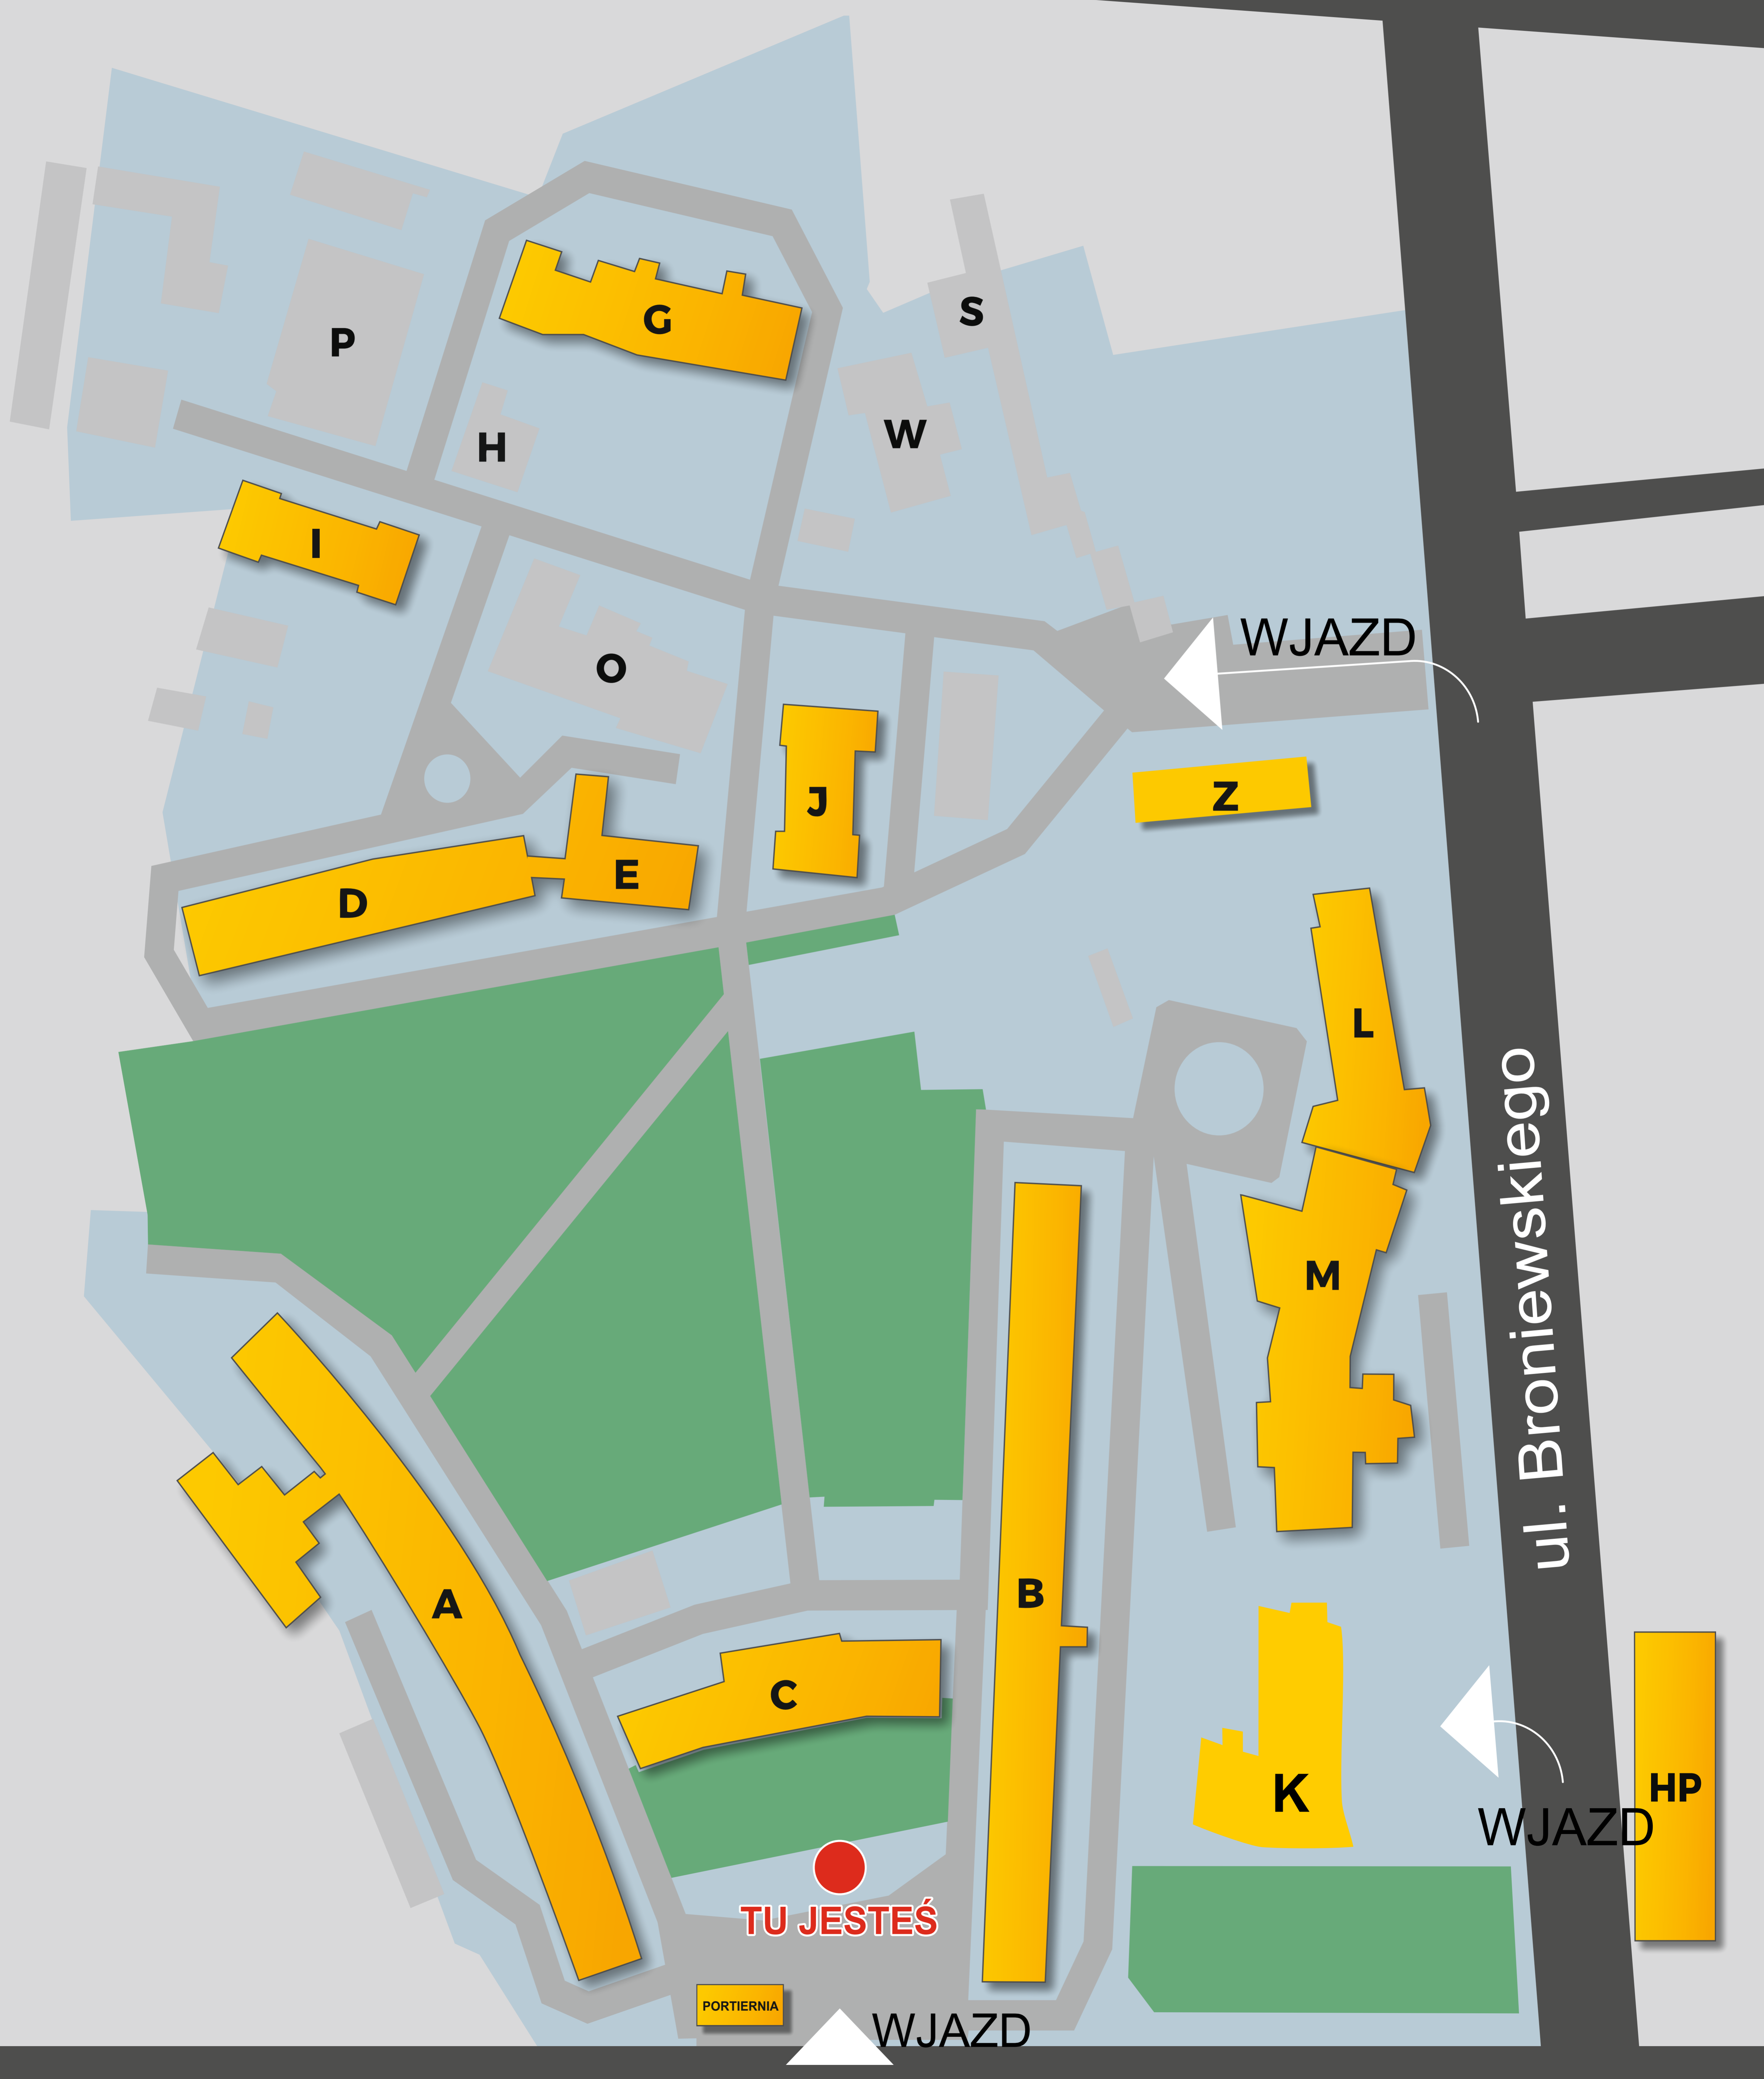 S
G
P
W
H
I
WJAZD
O
Z
J
E
D
L
ul. Broniewskiego
M
B
A
C
HP
K
WJAZD
TU JESTEŚ
PORTIERNIA
WJAZD